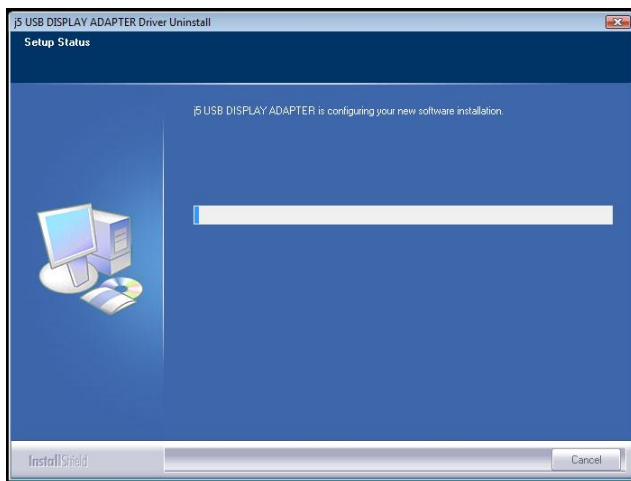 j5 USB DISPLAY ADAPTER Driver Uninstall
Setup Status
j5 USB DISPLAY ADAPTER is configuring your new software installation.
InstallShield
Cancel